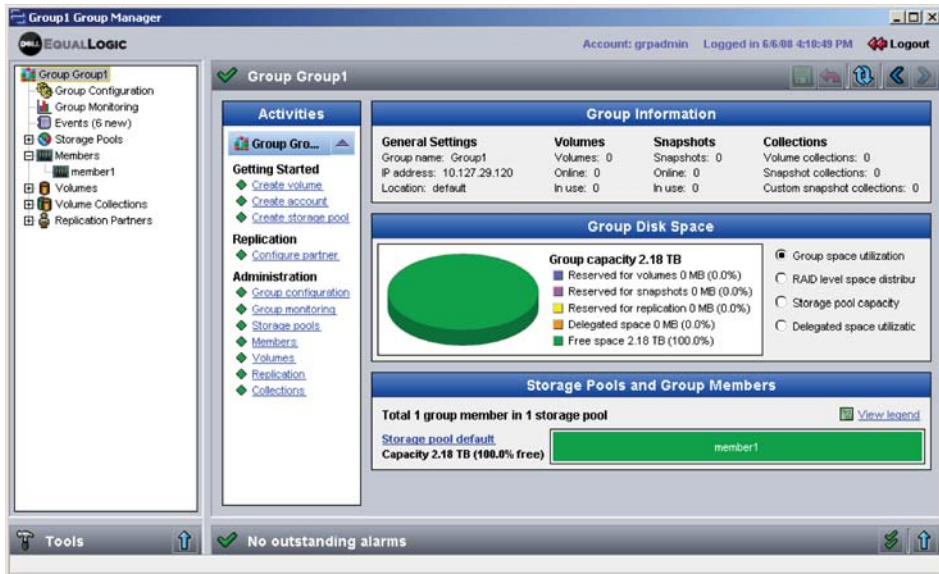 Group1 Group Manager
DELL EQUALLOGIC
Account: grpadmin Logged in 6/6/08 4:10:49 PM Logout
Group Group1
Group Configuration
Group Monitoring
Events (6 new)
Storage Pools
Members
member1
Volumes
Volume Collections
Replication Partners
Tools
Group Group1
Activities
Group Gro...
Getting Started
Create volume
Create account
Create storage pool
Replication
Configure partner
Administration
Group configuration
Group monitoring
Storage pools
Members
Volumes
Replication
Collections
Group Information
General Settings
Group name: Group1
IP address: 10.127.29.120
Location: default
Volumes
Volumes: 0
Online: 0
In use: 0
Snapshots
Snapshots: 0
Online: 0
In use: 0
Collections
Volume collections: 0
Snapshot collections: 0
Custom snapshot collections: 0
Group Disk Space
Group capacity 2.18 TB
Reserved for volumes 0 MB (0.0%)
Reserved for snapshots 0 MB (0.0%)
Reserved for replication 0 MB (0.0%)
Delegated space 0 MB (0.0%)
Free space 2.18 TB (100.0%)
Group space utilization
RAID level space distribu
Storage pool capacity
Delegated space utilizatic
Storage Pools and Group Members
Total 1 group member in 1 storage pool
View legend
Storage pool default
Capacity 2.18 TB (100.0% free)
member1
No outstanding alarms